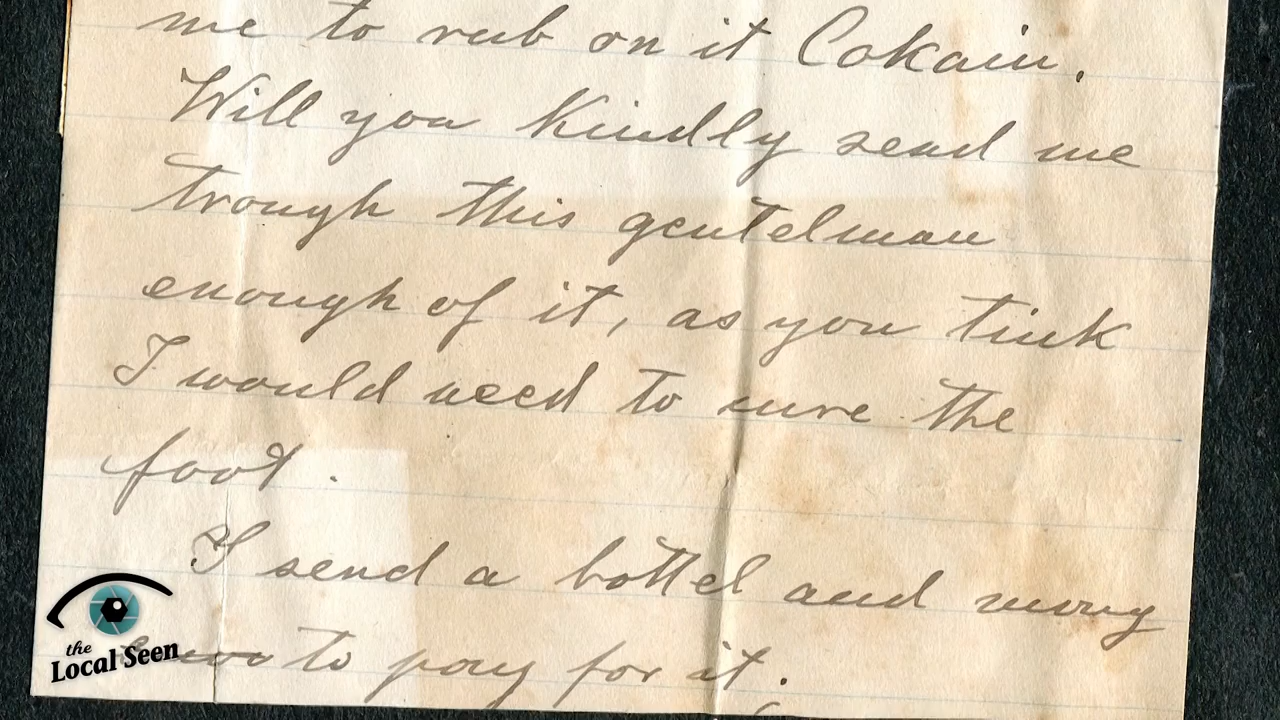 me to rub on it Cokain.
Will you kindly send me
trough this gentelman
enough of it, as you tink
I would need to cure the
foot.
I send a bottel and mony
to pay for it.
the
Local Seen